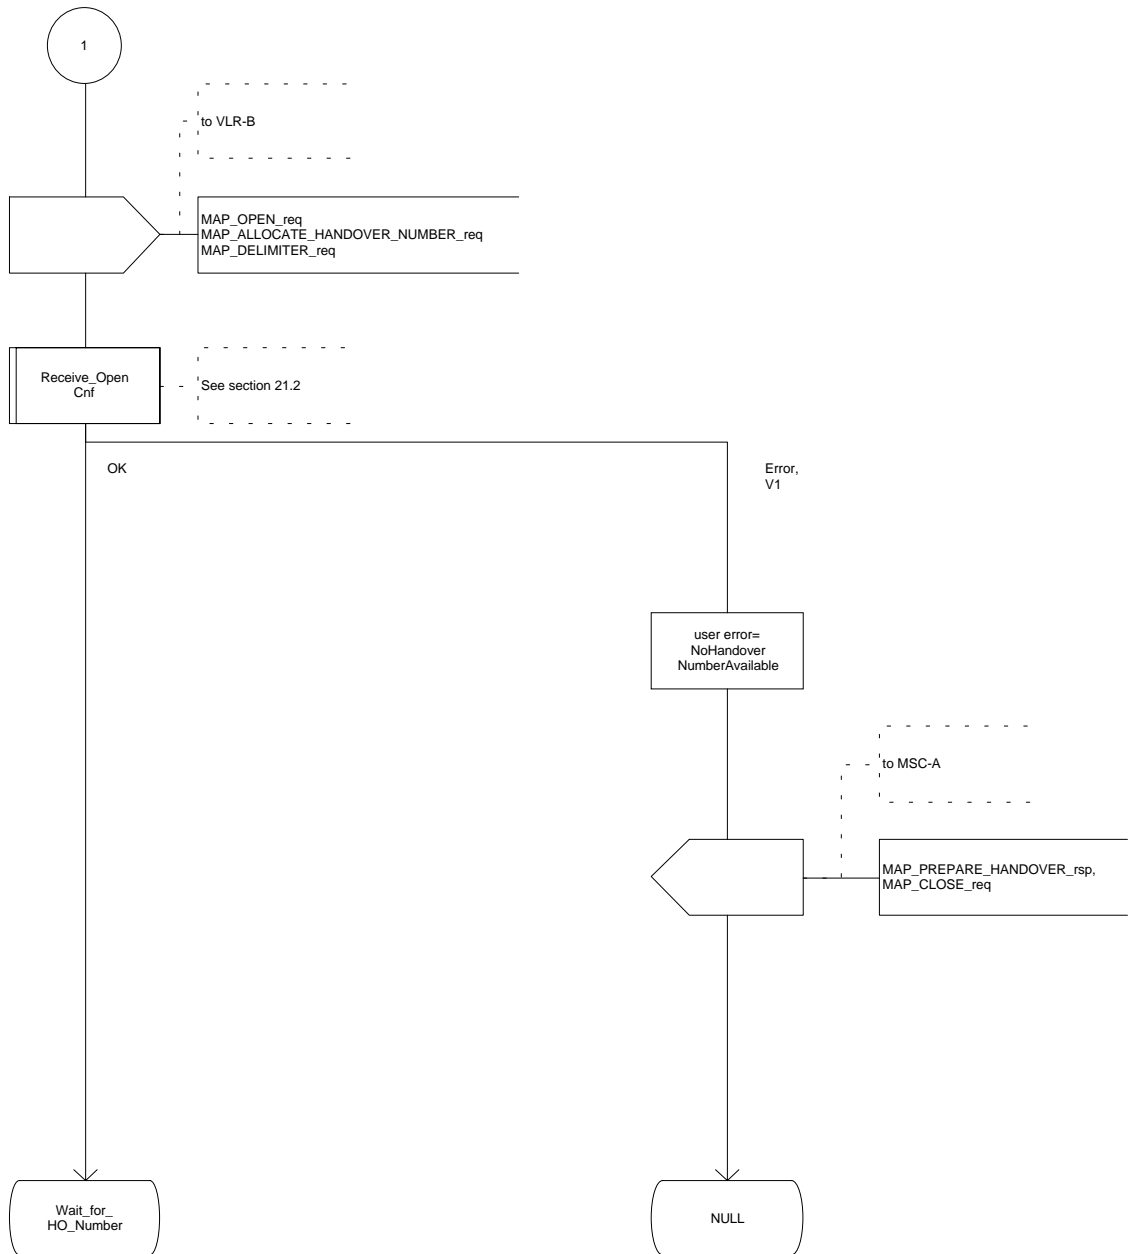 1
to VLR-B
MAP_OPEN_req
MAP_ALLOCATE_HANDOVER_NUMBER_req
MAP_DELIMITER_req
Receive_Open
Cnf
See section 21.2
OK
Error,
V1
user error=
NoHandover
NumberAvailable
to MSC-A
MAP_PREPARE_HANDOVER_rsp,
MAP_CLOSE_req
Wait_for_
HO_Number
NULL